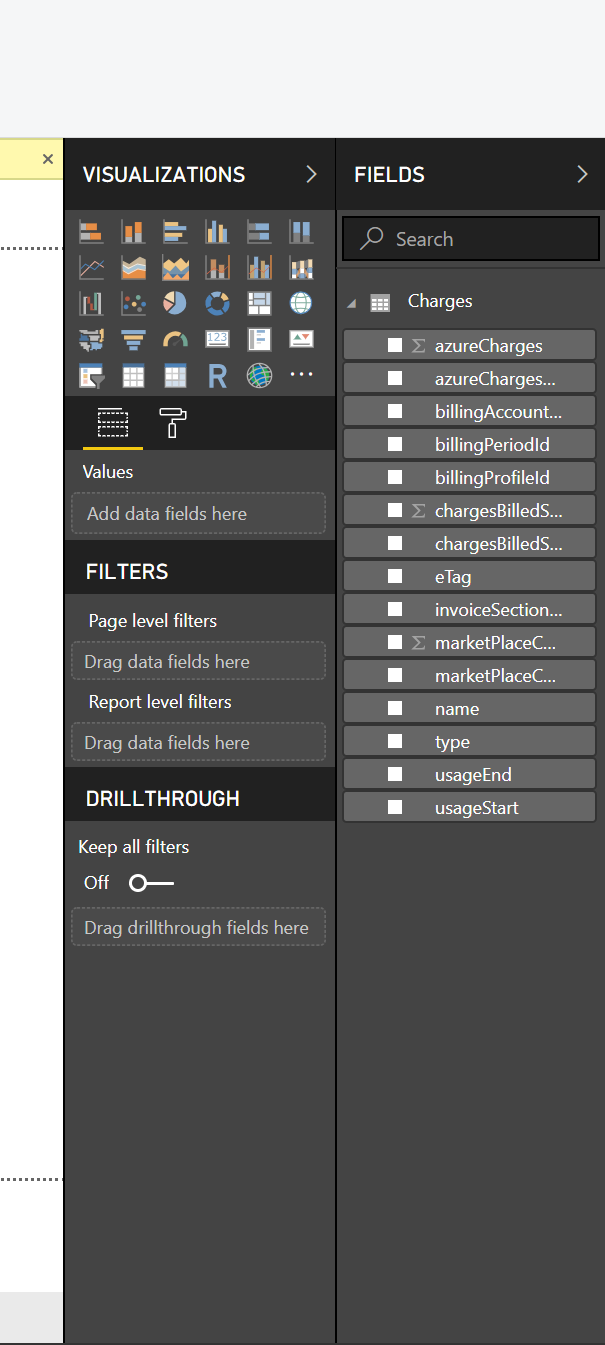 VISUALIZATIONS
123
R
Values
Add data fields here
FILTERS
Page level filters
Drag data fields here
Report level filters
Drag data fields here
DRILLTHROUGH
Keep all filters
Off
Drag drillthrough fields here
FIELDS
Search
Charges
Σ azureCharges
azureCharges...
billingAccount...
billingPeriodId
billingProfileId
Σ chargesBilledS...
chargesBilledS...
eTag
invoiceSection...
Σ marketPlaceC...
marketPlaceC...
name
type
usageEnd
usageStart